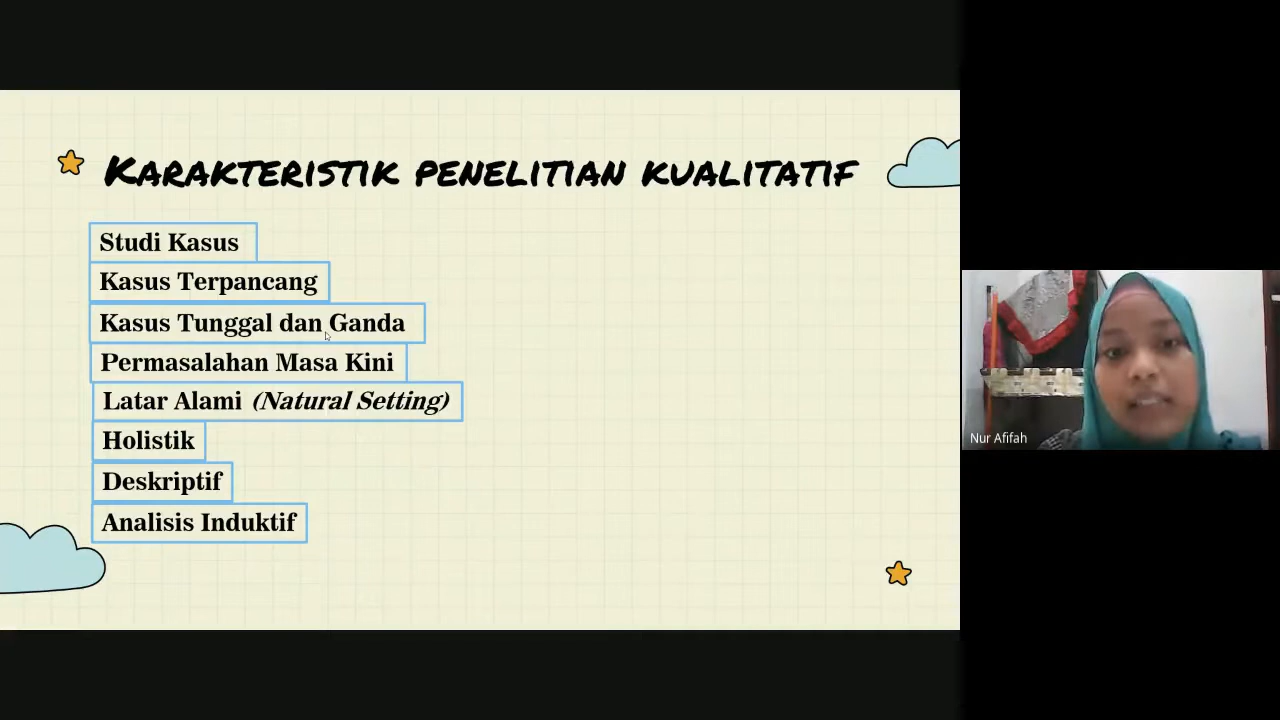 KARAKTERISTIK PENELITIAN KUALITATIF
Studi Kasus
Kasus Terpancang
Kasus Tunggal dan Ganda
Permasalahan Masa Kini
Latar Alami (Natural Setting)
Holistik
Deskriptif
Analisis Induktif
Nur Afifah